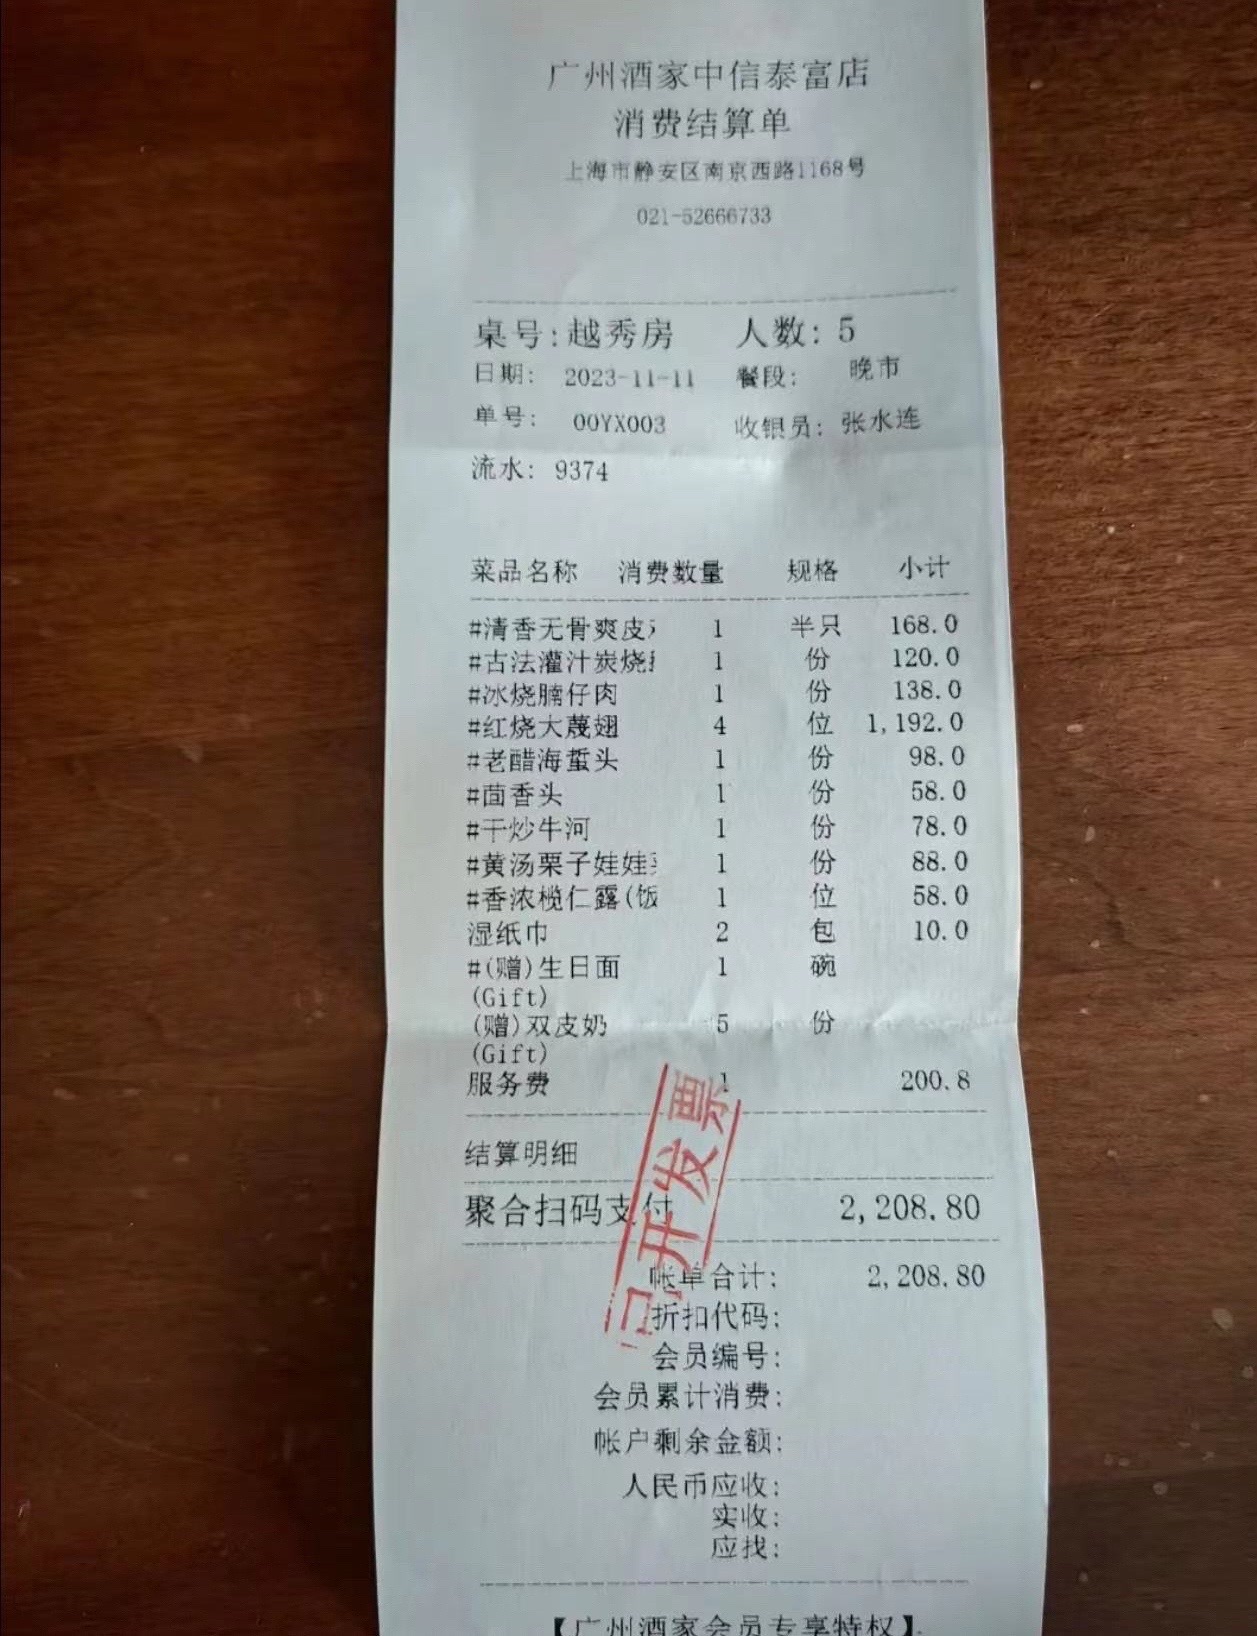 广州酒家中信泰富店
消费结算单
上海市静安区南京西路1168号
021-52666733
桌号:越秀房 人数: 5
日期: 2023-11-11 餐段: 晚市
单号: 00YX003 收银员: 张水连
流水: 9374
菜品名称 消费数量 规格 小计
#清香无骨爽皮 1 半只 168.0
#古法灌汁炭烧 1 份 120.0
#冰烧腩仔肉 1 份 138.0
#红烧大蔑翅 4 位 1,192.0
#老醋海蜇头 1 份 98.0
#茴香头 1 份 58.0
#干炒牛河 1 份 78.0
#黄汤栗子娃娃 1 份 88.0
#香浓榄仁露(饭 1 位 58.0
湿纸巾 2 包 10.0
#(赠)生日面 1 碗
(Gift)
(赠)双皮奶 5 份
(Gift)
服务费 1 200.8
结算明细
聚合扫码支付 2,208.80
帐单合计: 2,208.80
折扣代码:
会员编号:
会员累计消费:
帐户剩余金额:
人民币应收:
实收:
应找:
【广州酒家会员专享特权】
已开发票